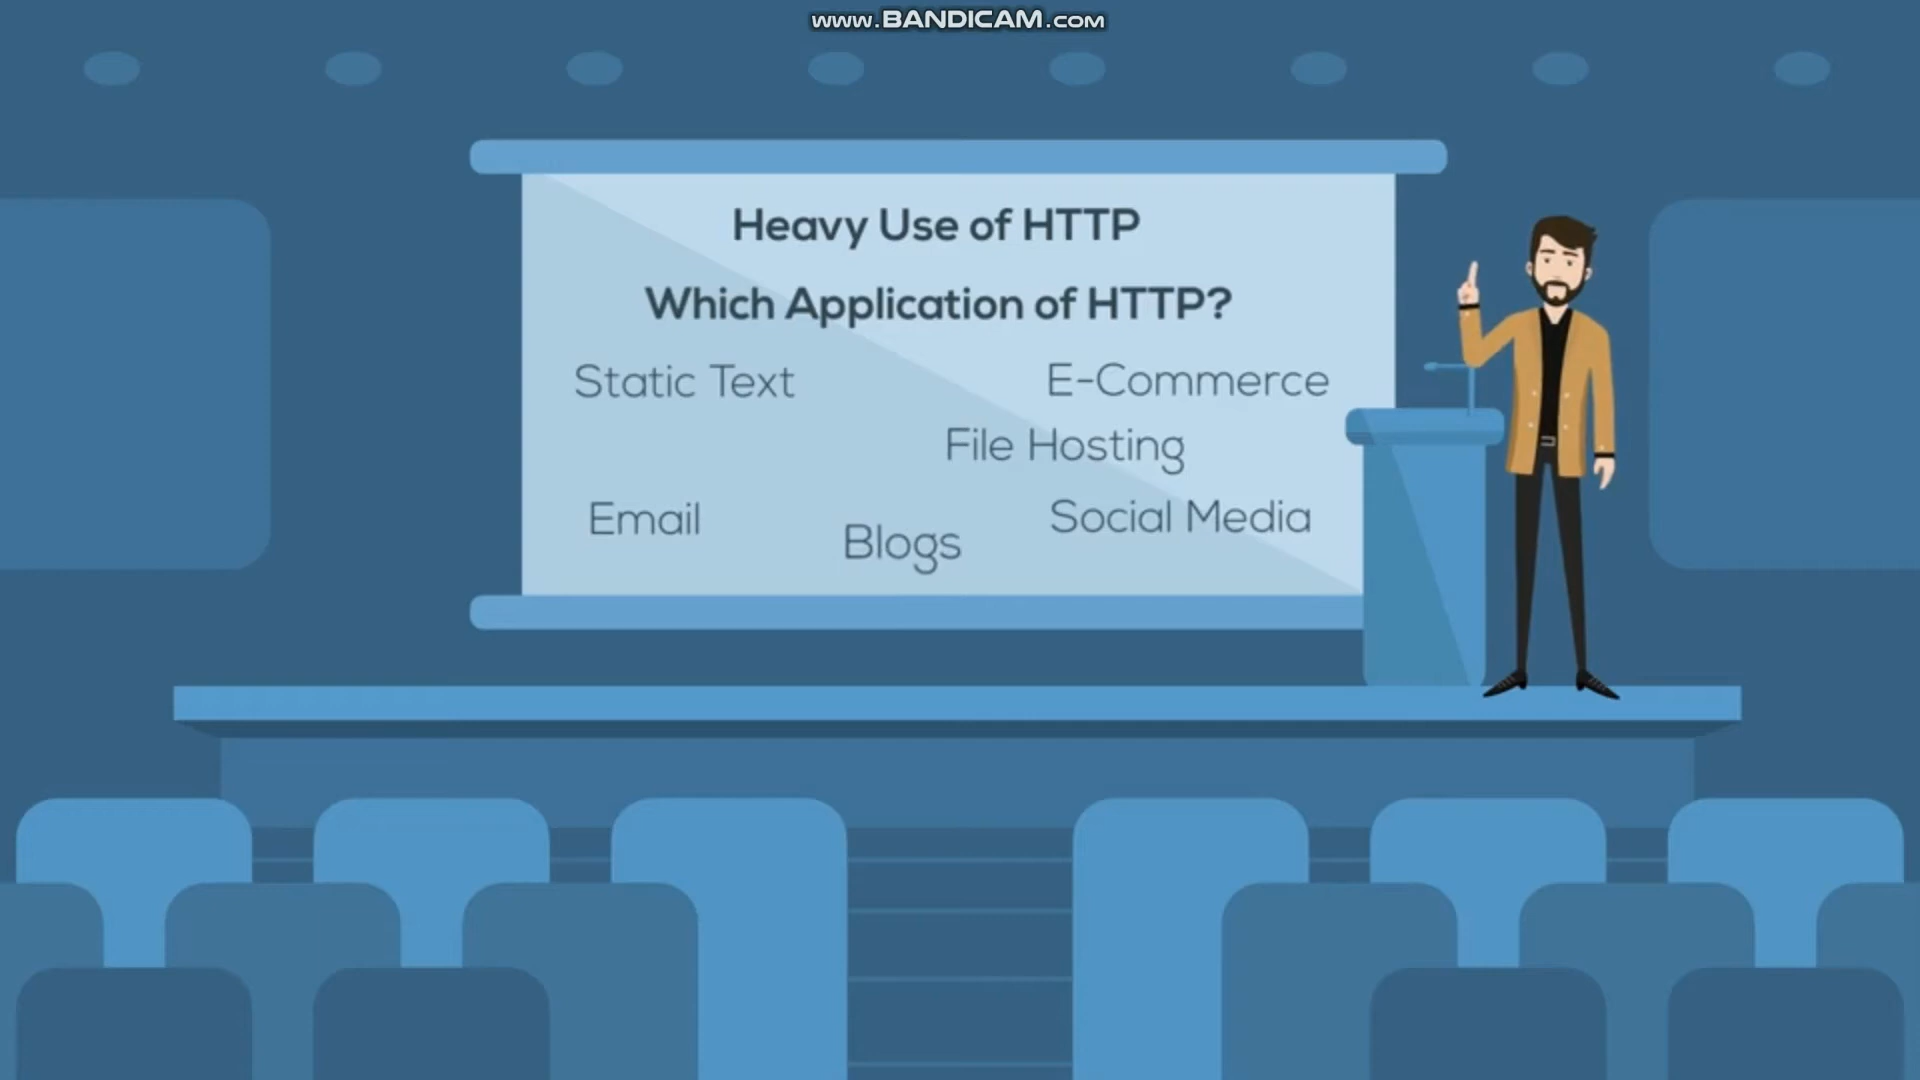 www.BANDICAM.com
Heavy Use of HTTP
Which Application of HTTP?
Static Text
E-Commerce
File Hosting
Email
Blogs
Social Media